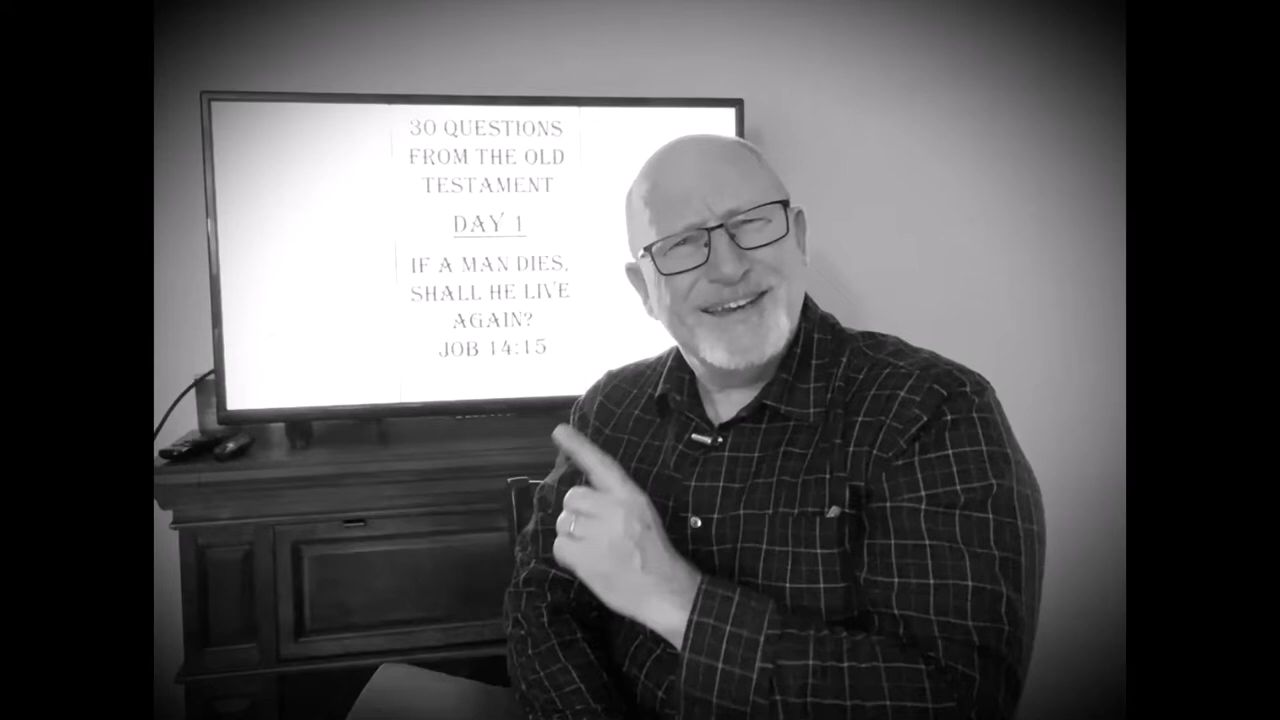 30 QUESTIONS
FROM THE OLD
TESTAMENT
DAY 1
IF A MAN DIES,
SHALL HE LIVE
AGAIN?
JOB 14:15